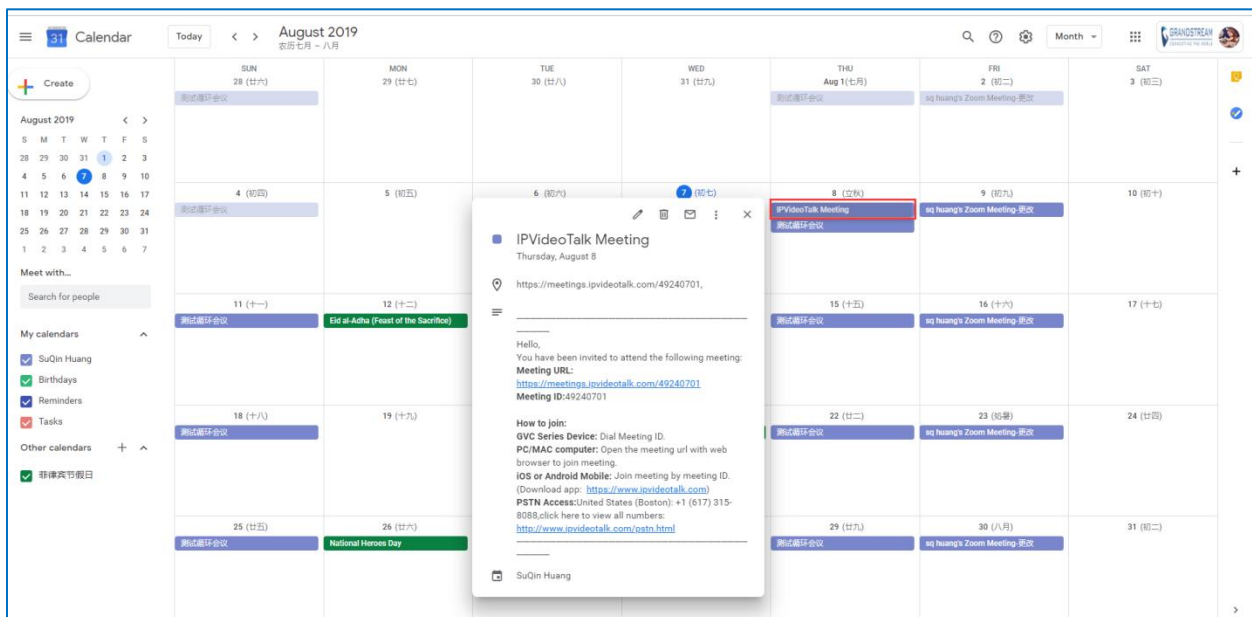 31 Calendar Today August 2019 Month GRANDSTREAM
农历七月 – 八月 CONNECTING THE WORLD
Create
August 2019
S M T W T F S
28 29 30 31 1 2 3
4 5 6 7 8 9 10
11 12 13 14 15 16 17
18 19 20 21 22 23 24
25 26 27 28 29 30 31
1 2 3 4 5 6 7
Meet with...
Search for people
My calendars
SuQin Huang
Birthdays
Reminders
Tasks
Other calendars
菲律宾节假日
SUN MON TUE WED THU FRI SAT
28 (廿六) 29 (廿七) 30 (廿八) 31 (廿九) Aug 1(七月) 2 (初二) 3 (初三)
测试循环会议 测试循环会议 sq huang's Zoom Meeting-更改
4 (初四) 5 (初五) 6 (初六) 7 (初七) 8 (立秋) 9 (初九) 10 (初十)
测试循环会议 IPVideoTalk Meeting sq huang's Zoom Meeting-更改
测试循环会议
11 (十一) 12 (十二) 15 (十五) 16 (十六) 17 (十七)
测试循环会议 Eid al-Adha (Feast of the Sacrifice) 测试循环会议 sq huang's Zoom Meeting-更改
18 (十八) 19 (十九) 22 (廿二) 23 (处暑) 24 (廿四)
测试循环会议 测试循环会议 sq huang's Zoom Meeting-更改
25 (廿五) 26 (廿六) 29 (廿九) 30 (八月) 31 (初二)
测试循环会议 National Heroes Day 测试循环会议 sq huang's Zoom Meeting-更改
IPVideoTalk Meeting
Thursday, August 8
https://meetings.ipvideotalk.com/49240701,
Hello,
You have been invited to attend the following meeting:
Meeting URL:
https://meetings.ipvideotalk.com/49240701
Meeting ID:49240701
How to join:
GVC Series Device: Dial Meeting ID.
PC/MAC computer: Open the meeting url with web
browser to join meeting.
iOS or Android Mobile: Join meeting by meeting ID.
(Download app: https://www.ipvideotalk.com)
PSTN Access:United States (Boston): +1 (617) 315-
8088,click here to view all numbers:
http://www.ipvideotalk.com/pstn.html
SuQin Huang